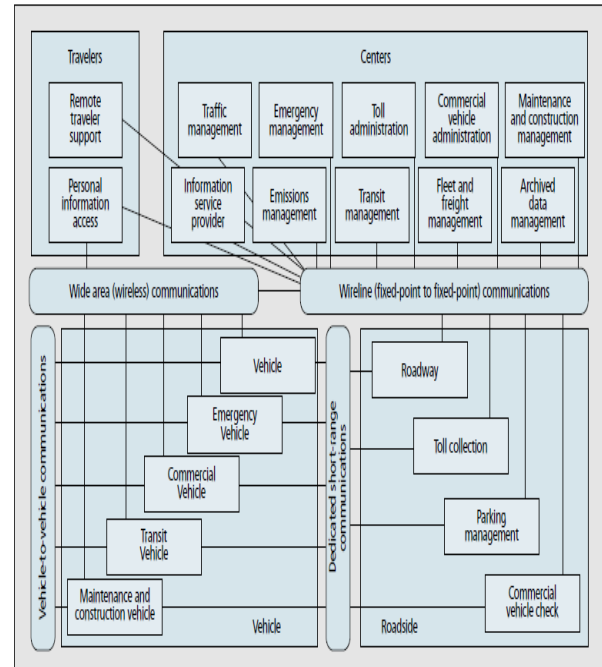 Travelers
Centers
Remote
traveler
support
Traffic
management
Emergency
management
Toll
administration
Commercial
vehicle
administration
Maintenance
and construction
management
Personal
information
access
Information
service
provider
Emissions
management
Transit
management
Fleet and
freight
management
Archived
data
management
Wide area (wireless) communications
Wireline (fixed-point to fixed-point) communications
Vehicle-to-vehicle communications
Vehicle
Emergency
Vehicle
Commercial
Vehicle
Transit
Vehicle
Maintenance and
construction vehicle
Vehicle
Dedicated short-range
communications
Roadway
Toll collection
Parking
management
Commercial
vehicle check
Roadside